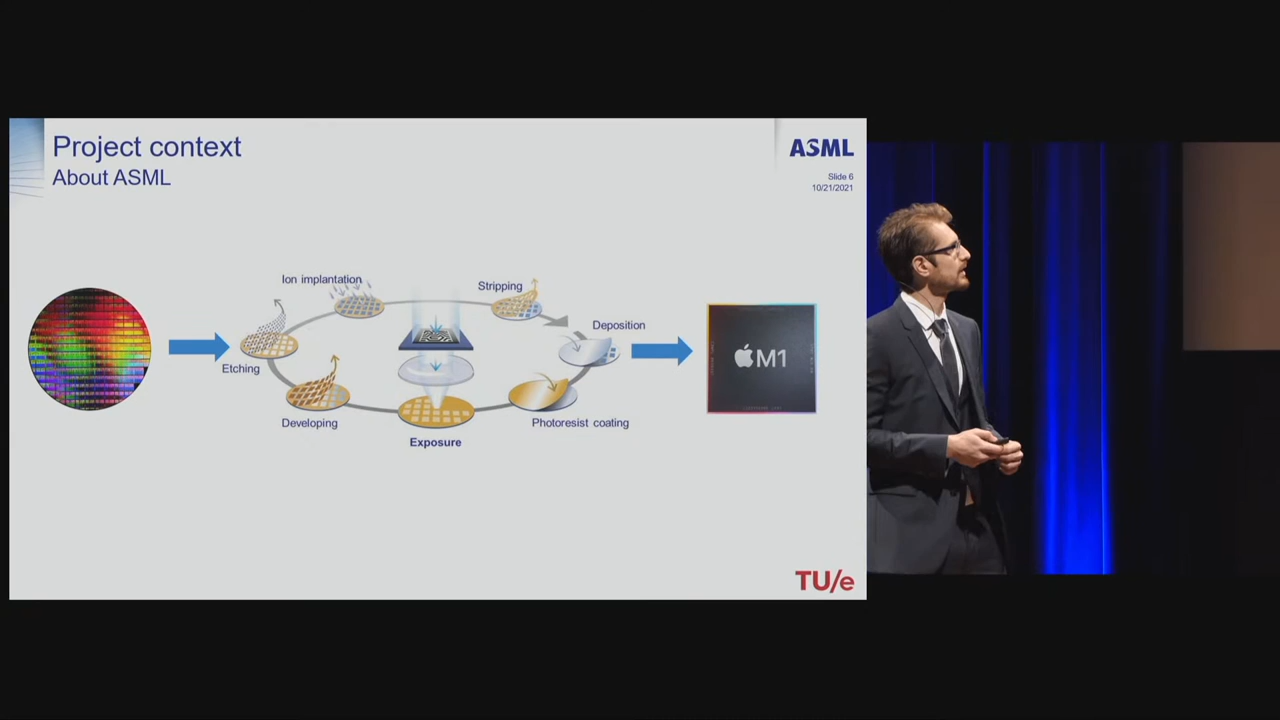 Project context
About ASML
ASML
Slide 6
10/21/2021
Ion implantation
Stripping
Deposition
Etching
Developing
Exposure
Photoresist coating
M1
TU/e